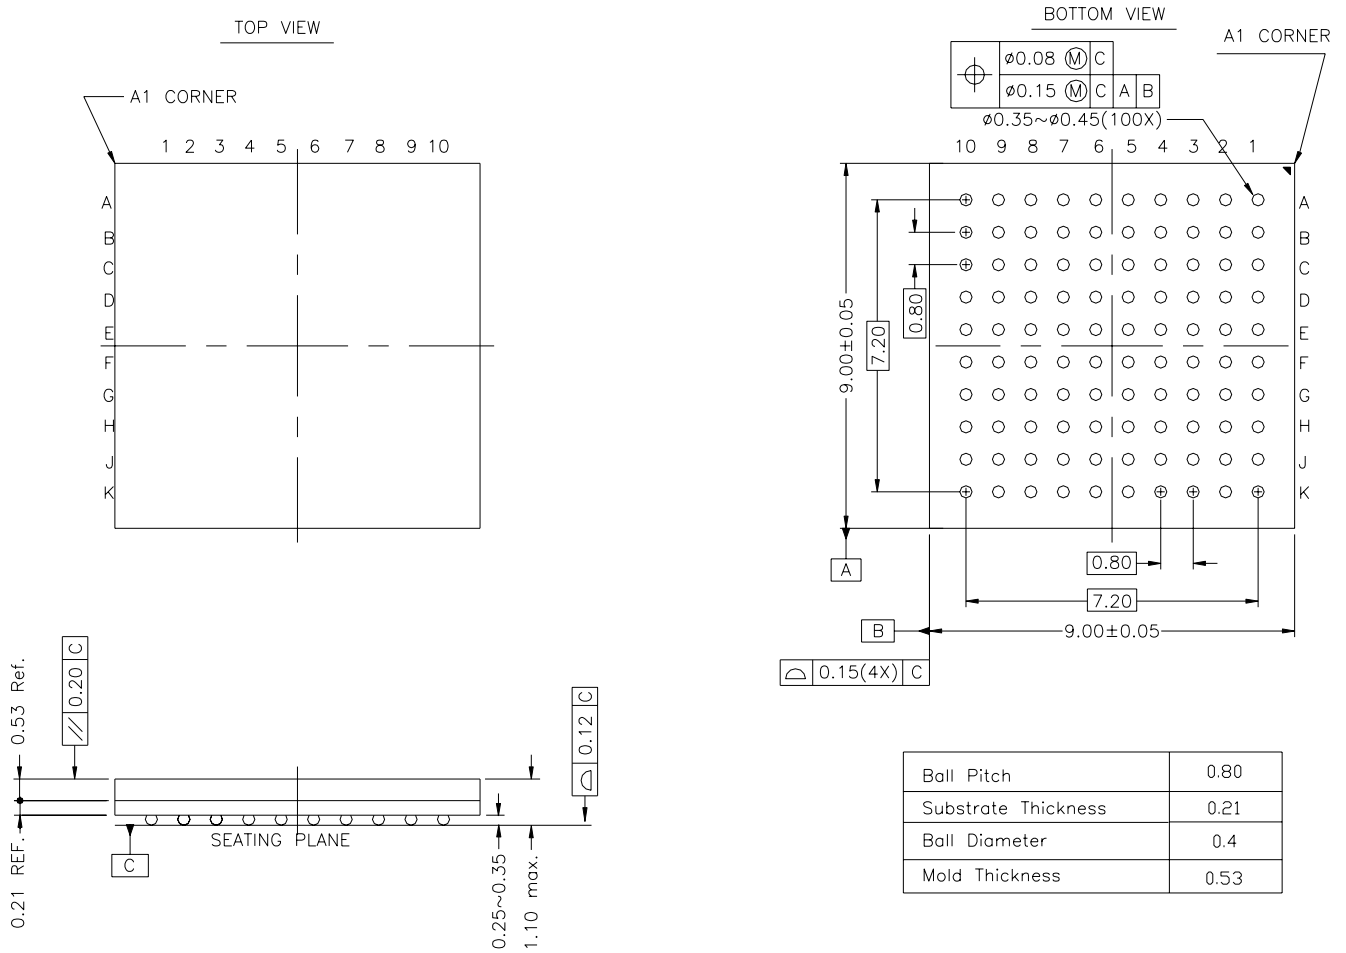 TOP VIEW
A1 CORNER
1 2 3 4 5 6 7 8 9 10
A
B
C
D
E
F
G
H
J
K
BOTTOM VIEW
A1 CORNER
⌀0.08 Ⓜ C
⌀0.15 Ⓜ C A B
⌀0.35~⌀0.45(100X)
10 9 8 7 6 5 4 3 2 1
A
B
C
D
E
F
G
H
J
K
0.80
7.20
9.00±0.05
A
0.80
7.20
B
9.00±0.05
0.15(4X) C
0.53 Ref.
// 0.20 C
0.12 C
SEATING PLANE
C
0.21 REF.
0.25~0.35
1.10 max.
Ball Pitch 0.80
Substrate Thickness 0.21
Ball Diameter 0.4
Mold Thickness 0.53